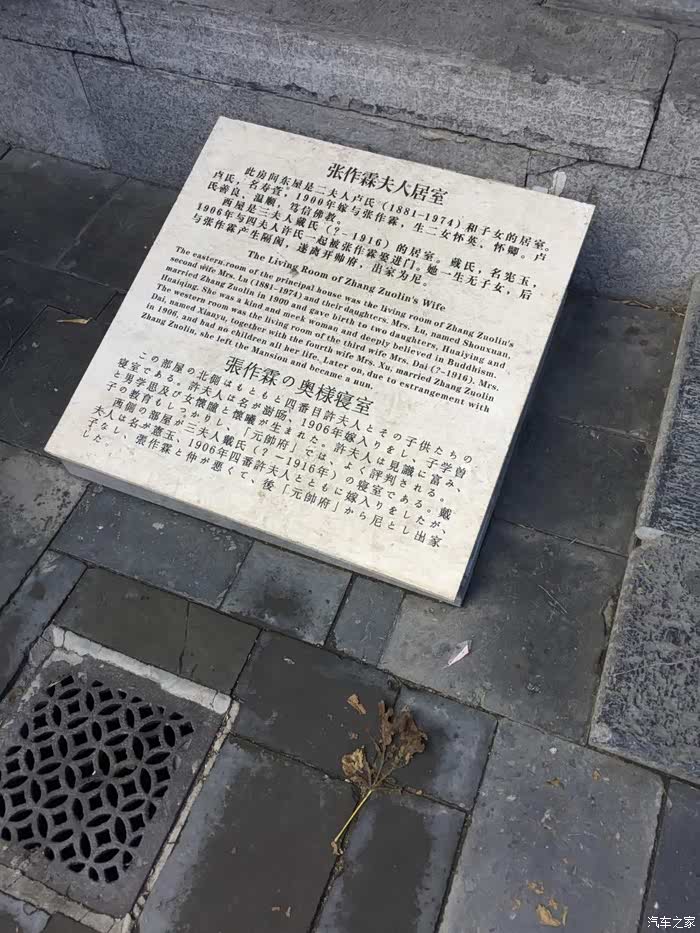 张作霖夫人居室
此房间东屋是二夫人卢氏（1881-1974）和子女的居室。
卢氏，名寿萱，1900年嫁与张作霖，生二女怀英、怀卿。卢
氏善良，温顺，笃信佛教。
西屋是三夫人戴氏（？-1916）的居室。戴氏，名宪玉，
1906年与四夫人许氏一起被张作霖娶进门。她一生无子女，后
与张作霖产生隔阂，遂离开帅府，出家为尼。
The Living Room of Zhang Zuolin's Wife
The eastern room of the principal house was the living room of Zhang Zuolin's
second wife Mrs. Lu (1881-1974) and their daughters. Mrs. Lu, named Shouxuan,
married Zhang Zuolin in 1900 and gave birth to two daughters, Huaiying and
Huaiqing. She was a kind and meek woman and deeply believed in Buddhism.
The western room was the living room of the third wife Mrs. Dai (?-1916). Mrs.
Dai, named Xianyu, together with the fourth wife Mrs. Xu, married Zhang Zuolin
in 1906, and had no children all her life. Later on, due to estrangement with
Zhang Zuolin, she left the Mansion and became a nun.
張作霖の奥様寝室
この部屋の北側はもともと四番目許夫人とその子供たちの
寝室である。許夫人は名が澍旸、1906年嫁入りをし、子学曽
と男学思及び女懐瞳と懐曦が生まれた。許夫人は見識に富み、
子の教育もしっかりし、「元帥府」では、よく評判される。
西側の部屋が三夫人戴氏（？-1916年）の寝室である。戴
夫人は名が憲玉、1906年四番許夫人とともに嫁入りをしたが、
子なし、張作霖と仲が悪くて、後「元帥府」から尼とし出家
した。
汽车之家